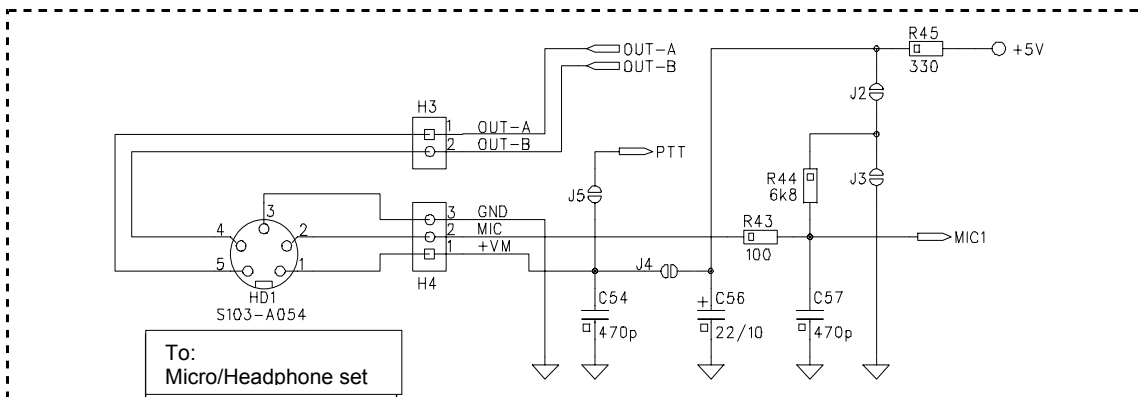 R45
OUT-A
+5V
OUT-B
330
J2
H3
1 OUT-A
2 OUT-B
PTT
R44
6k8
J3
J5
3
3 GND
R43
4
2
2 MIC
MIC1
1 +VM
100
5
1
J4
H4
HD1
C54
+ C56
C57
S103-A054
470p
22/10
470p
To:
Micro/Headphone set